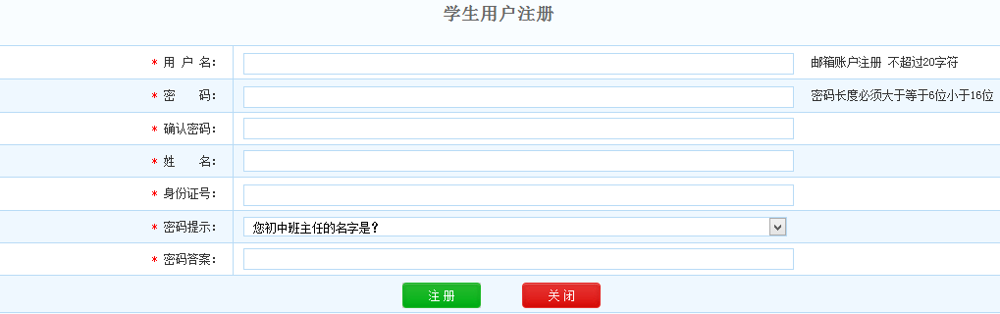 学生用户注册
* 用 户 名： 邮箱账户注册 不超过20字符
* 密 码： 密码长度必须大于等于6位小于16位
* 确认密码：
* 姓 名：
* 身份证号：
* 密码提示： 您初中班主任的名字是?
* 密码答案：
注 册 关 闭